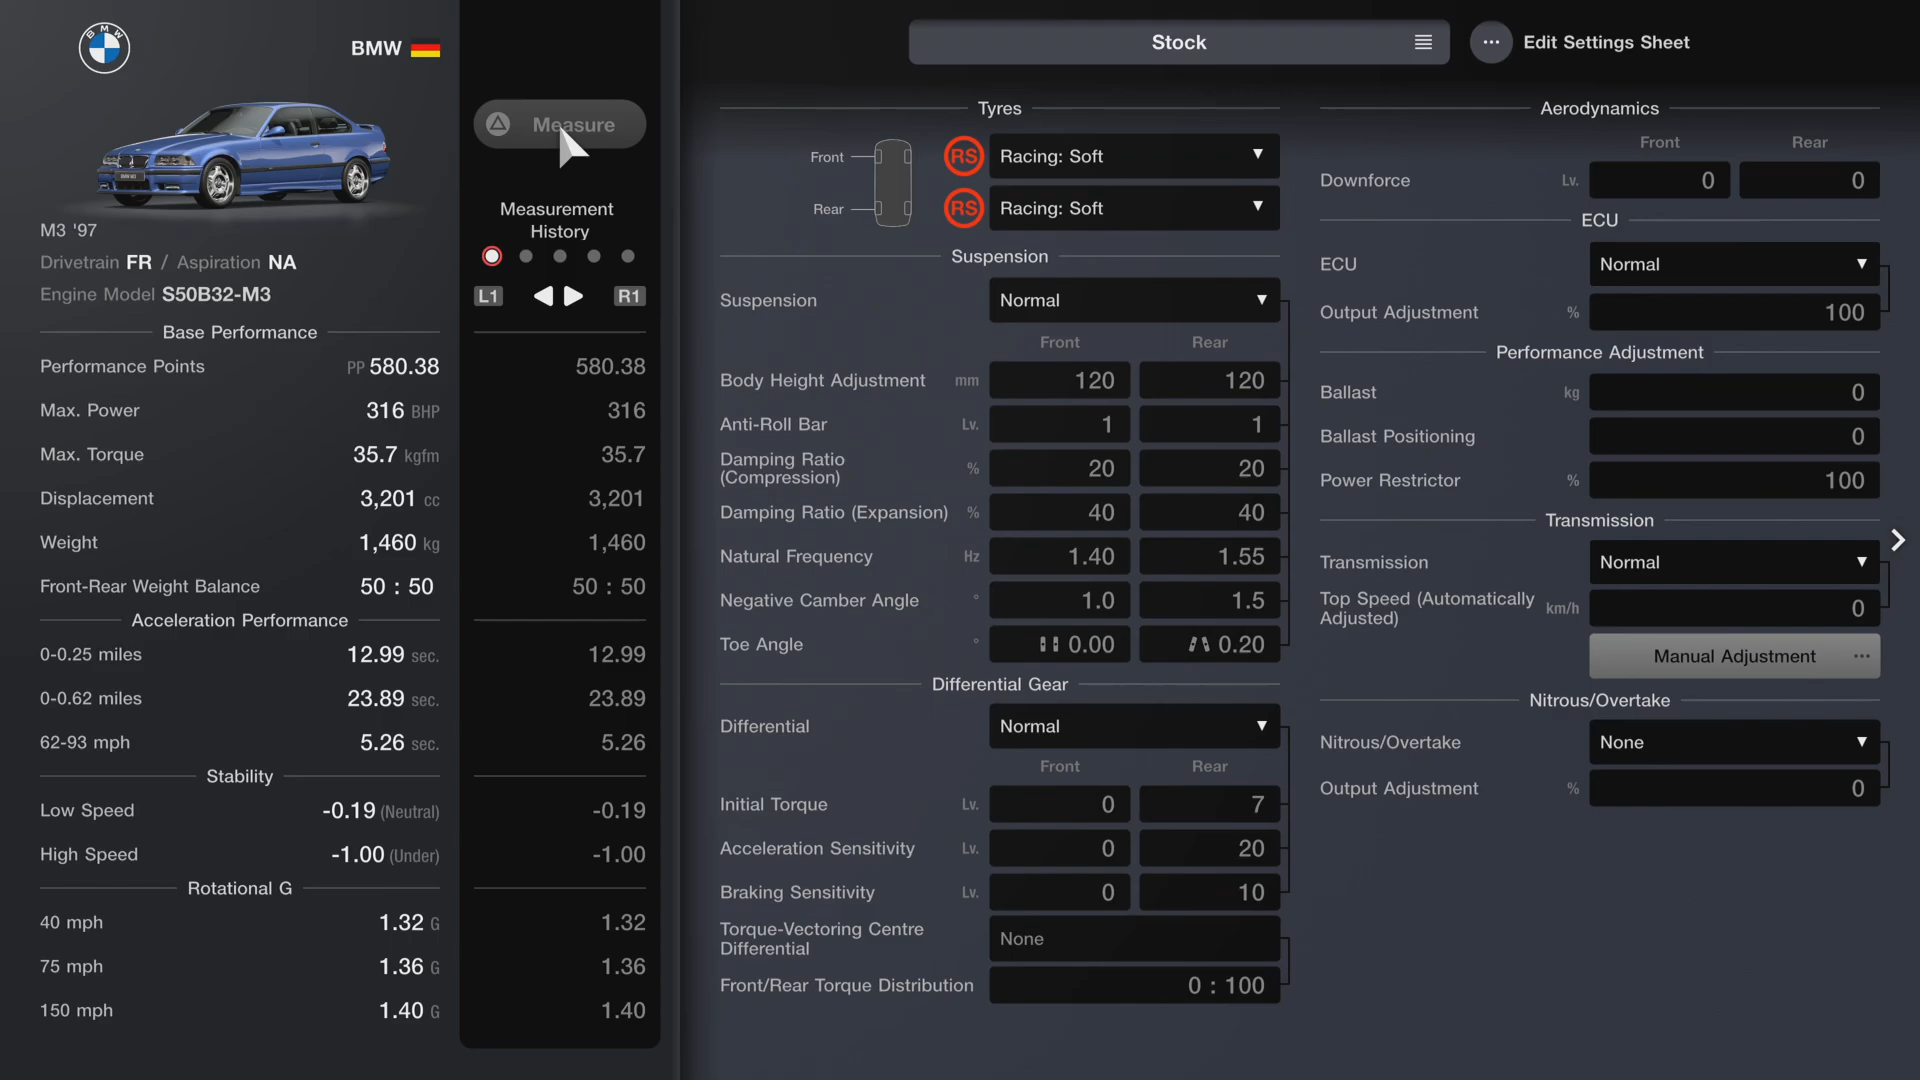 BMW
M3 '97
Drivetrain FR / Aspiration NA
Engine Model S50B32-M3
Base Performance
Performance Points PP 580.38
Max. Power 316 BHP
Max. Torque 35.7 kgfm
Displacement 3,201 cc
Weight 1,460 kg
Front-Rear Weight Balance 50 : 50
Acceleration Performance
0-0.25 miles 12.99 sec.
0-0.62 miles 23.89 sec.
62-93 mph 5.26 sec.
Stability
Low Speed -0.19 (Neutral)
High Speed -1.00 (Under)
Rotational G
40 mph 1.32 G
75 mph 1.36 G
150 mph 1.40 G
Measure
Measurement
History
L1 R1
580.38
316
35.7
3,201
1,460
50 : 50
12.99
23.89
5.26
-0.19
-1.00
1.32
1.36
1.40
Stock
Edit Settings Sheet
Tyres
Front RS Racing: Soft
Rear RS Racing: Soft
Suspension
Suspension Normal
Front Rear
Body Height Adjustment mm 120 120
Anti-Roll Bar Lv. 1 1
Damping Ratio
(Compression) % 20 20
Damping Ratio (Expansion) % 40 40
Natural Frequency Hz 1.40 1.55
Negative Camber Angle ° 1.0 1.5
Toe Angle ° 0.00 0.20
Differential Gear
Differential Normal
Front Rear
Initial Torque Lv. 0 7
Acceleration Sensitivity Lv. 0 20
Braking Sensitivity Lv. 0 10
Torque-Vectoring Centre
Differential None
Front/Rear Torque Distribution 0 : 100
Aerodynamics
Front Rear
Downforce Lv. 0 0
ECU
ECU Normal
Output Adjustment % 100
Performance Adjustment
Ballast kg 0
Ballast Positioning 0
Power Restrictor % 100
Transmission
Transmission Normal
Top Speed (Automatically
Adjusted) km/h 0
Manual Adjustment
Nitrous/Overtake
Nitrous/Overtake None
Output Adjustment % 0